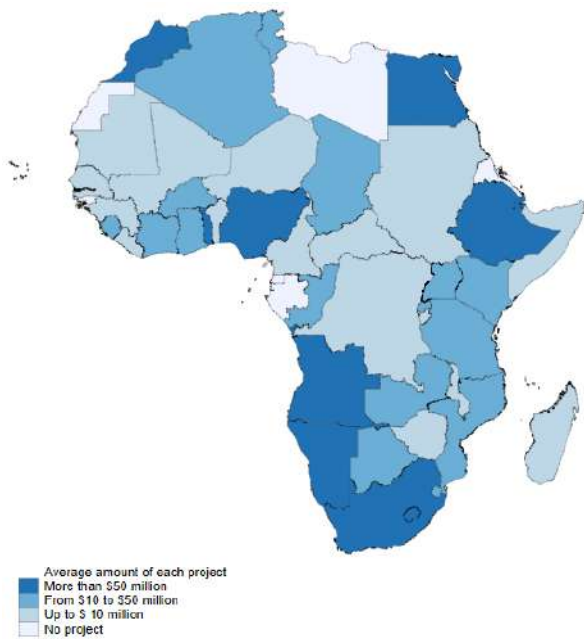 Average amount of each project
More than $50 million
From $10 to $50 million
Up to $ 10 million
No project